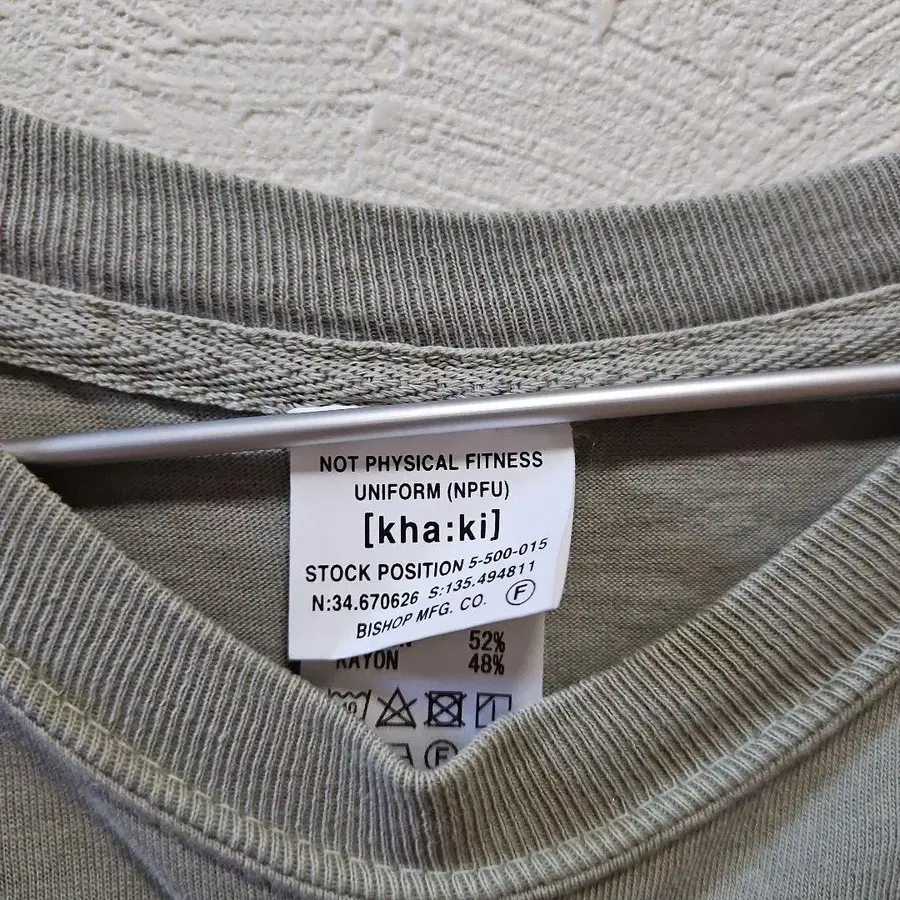 NOT PHYSICAL FITNESS
UNIFORM (NPFU)
[kha:ki]
STOCK POSITION 5-500-015
N:34.670626 S:135.494811
BISHOP MFG. CO. F
52%
RAYON 48%
F